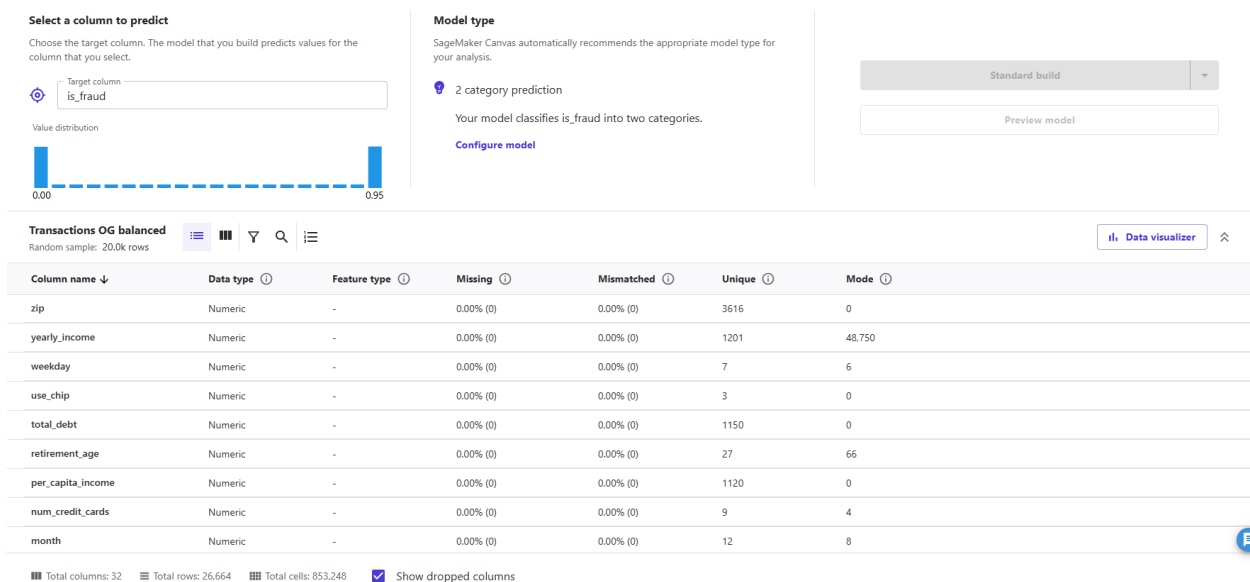 Select a column to predict
Choose the target column. The model that you build predicts values for the
column that you select.
Target column
is_fraud
Value distribution
0.00 0.95
Model type
SageMaker Canvas automatically recommends the appropriate model type for
your analysis.
2 category prediction
Your model classifies is_fraud into two categories.
Configure model
Standard build
Preview model
Transactions OG balanced
Random sample: 20.0k rows
Data visualizer
Column name Data type Feature type Missing Mismatched Unique Mode
zip Numeric - 0.00% (0) 0.00% (0) 3616 0
yearly_income Numeric - 0.00% (0) 0.00% (0) 1201 48,750
weekday Numeric - 0.00% (0) 0.00% (0) 7 6
use_chip Numeric - 0.00% (0) 0.00% (0) 3 0
total_debt Numeric - 0.00% (0) 0.00% (0) 1150 0
retirement_age Numeric - 0.00% (0) 0.00% (0) 27 66
per_capita_income Numeric - 0.00% (0) 0.00% (0) 1120 0
num_credit_cards Numeric - 0.00% (0) 0.00% (0) 9 4
month Numeric - 0.00% (0) 0.00% (0) 12 8
Total columns: 32 Total rows: 26,664 Total cells: 853,248 Show dropped columns